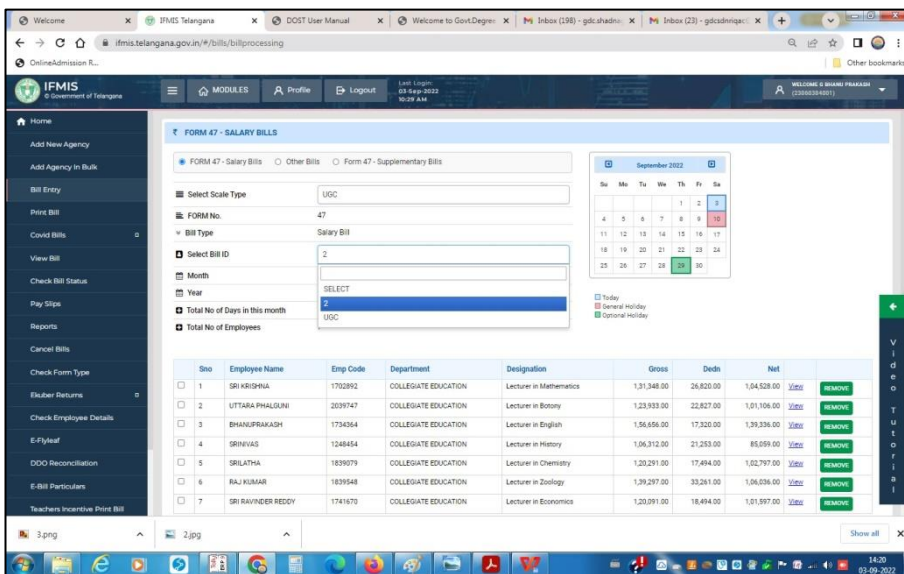 Welcome
IFMIS Telangana
DOST User Manual
Welcome to Govt.Degree
Inbox (198) - gdc.shadna
Inbox (23) - gdcsdnriqac
ifmis.telangana.gov.in/#/bills/billprocessing
OnlineAdmission R...
Other bookmarks
IFMIS
© Government of Telangana
MODULES
Profile
Logout
Last Login:
03-Sep-2022
10:29 AM
WELCOME G BHANU PRAKASH
Home
Add New Agency
Add Agency In Bulk
Bill Entry
Print Bill
Covid Bills
View Bill
Check Bill Status
Pay Slips
Reports
Cancel Bills
Check Form Type
Ekuber Returns
Check Employee Details
E-Flyleaf
DDO Reconciliation
E-Bill Particulars
Teachers Incentive Print Bill
₹ FORM 47 - SALARY BILLS
FORM 47 - Salary Bills Other Bills Form 47 - Supplementary Bills
Select Scale Type UGC
FORM No. 47
Bill Type Salary Bill
Select Bill ID 2
Month
Year
Total No of Days in this month
Total No of Employees
SELECT
2
UGC
September 2022
Su Mo Tu We Th Fr Sa
1 2 3
4 5 6 7 8 9 10
11 12 13 14 15 16 17
18 19 20 21 22 23 24
25 26 27 28 29 30
Today
General Holiday
Optional Holiday
Video Tutorial
Sno Employee Name Emp Code Department Designation Gross Dedn Net
1 SRI KRISHNA 1702892 COLLEGIATE EDUCATION Lecturer in Mathematics 1,31,348.00 26,820.00 1,04,528.00 View REMOVE
2 UTTARA PHALGUNI 2039747 COLLEGIATE EDUCATION Lecturer in Botony 1,23,933.00 22,827.00 1,01,106.00 View REMOVE
3 BHANUPRAKASH 1734364 COLLEGIATE EDUCATION Lecturer in English 1,56,656.00 17,320.00 1,39,336.00 View REMOVE
4 SRINIVAS 1248454 COLLEGIATE EDUCATION Lecturer in History 1,06,312.00 21,253.00 85,059.00 View REMOVE
5 SRILATHA 1839079 COLLEGIATE EDUCATION Lecturer in Chemistry 1,20,291.00 17,494.00 1,02,797.00 View REMOVE
6 RAJ KUMAR 1839548 COLLEGIATE EDUCATION Lecturer in Zoology 1,39,297.00 33,261.00 1,06,036.00 View REMOVE
7 SRI RAVINDER REDDY 1741670 COLLEGIATE EDUCATION Lecturer in Economics 1,20,091.00 18,494.00 1,01,597.00 View REMOVE
3.png
2.jpg
Show all
14:20
03-09-2022